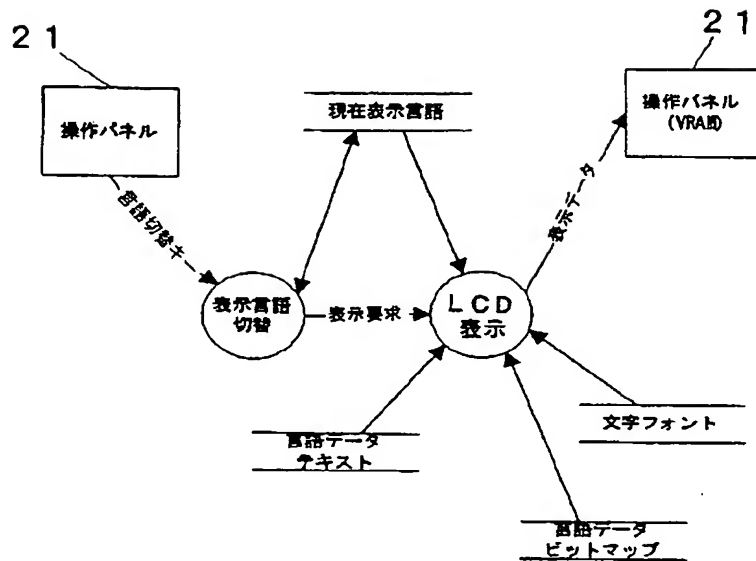 21
操作パネル
21
操作パネル
(VRAM)
現在表示言語
言語切替キー
表示データ
表示言語
切替
表示要求
LCD
表示
文字フォント
言語データ
テキスト
言語データ
ビットマップ